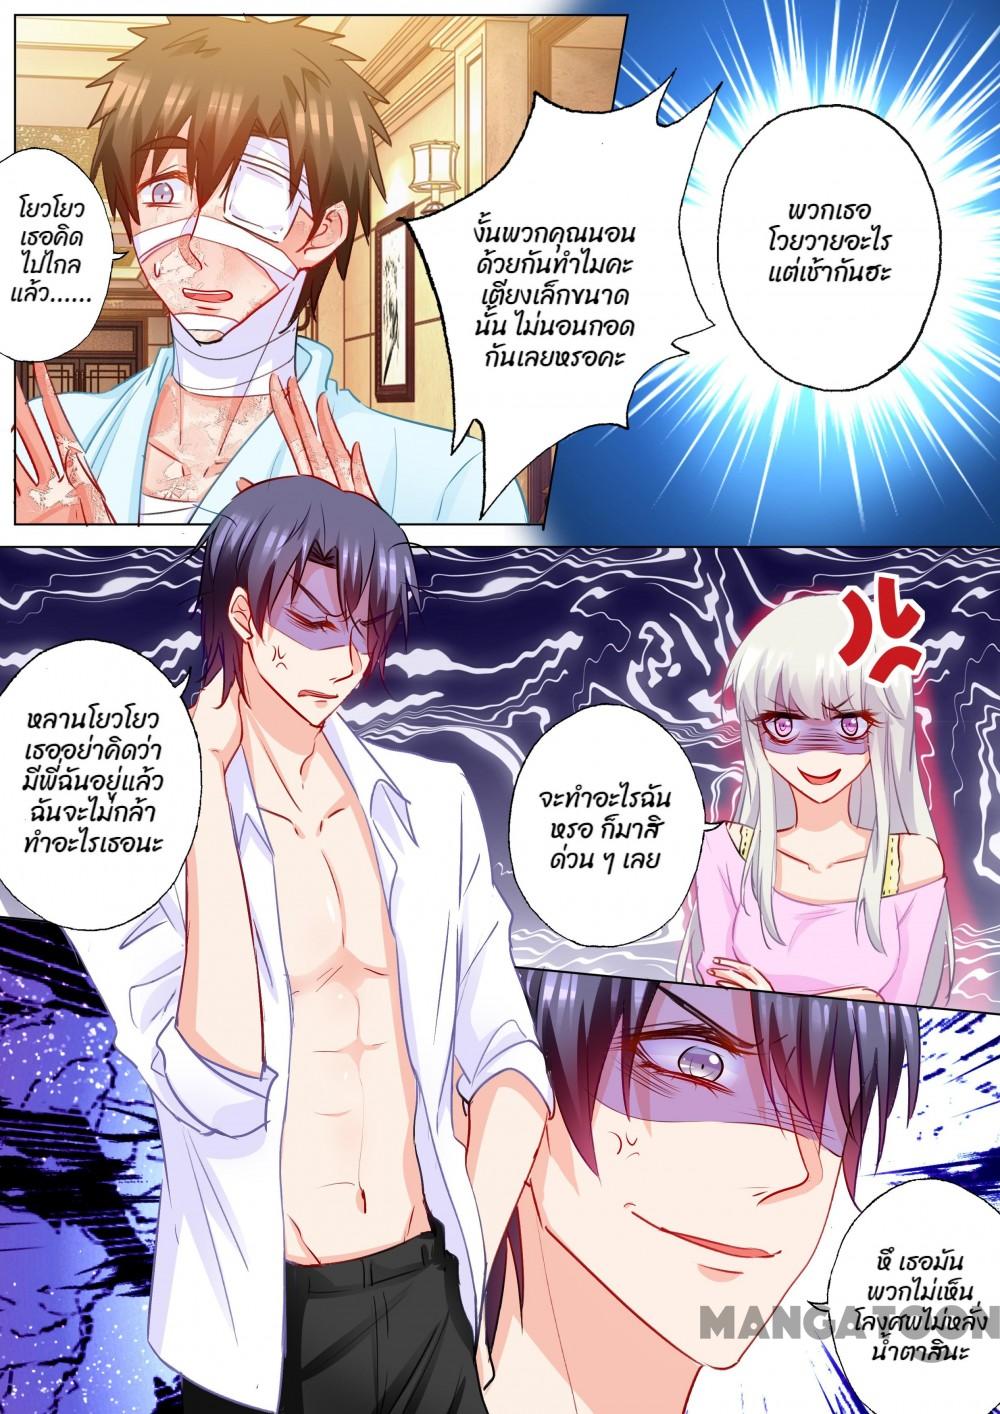 โยวโยว
เธอคิด
ไปไกล
แล้ว......
งั้นพวกคุณนอน
ด้วยกันทำไมคะ
เตียงเล็กขนาด
นั้น ไม่นอนกอด
กันเลยหรอคะ
พวกเธอ
โวยวายอะไร
แต่เช้ากันฮะ
หลานโยวโยว
เธออย่าคิดว่า
มีพี่ฉันอยู่แล้ว
ฉันจะไม่กล้า
ทำอะไรเธอนะ
จะทำอะไรฉัน
หรอ ก็มาสิ
ด่วน ๆ เลย
หึ เธอมัน
พวกไม่เห็น
โลงศพไม่หลั่ง
น้ำตาสินะ
MANGATOON